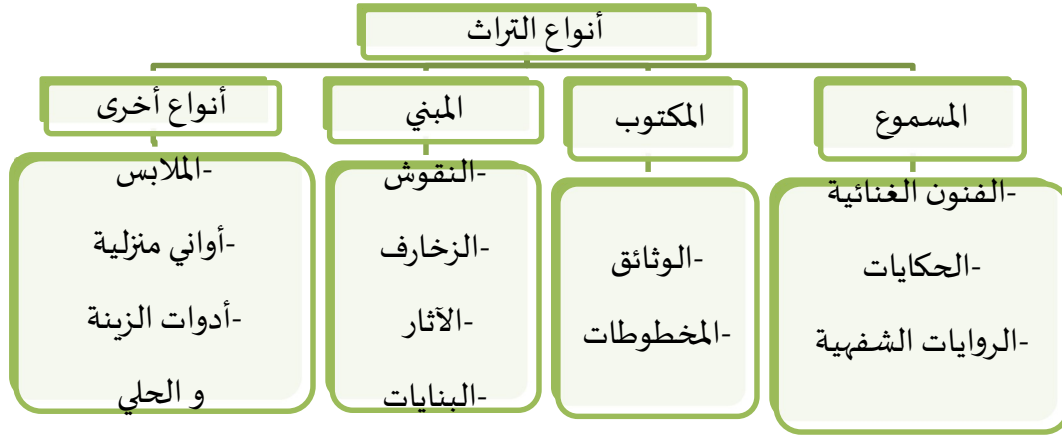 أنواع التراث
المسموع
-الفنون الغنائية
-الحكايات
-الروايات الشفهية
المكتوب
-الوثائق
-المخطوطات
المبني
-النقوش
-الزخارف
-الآثار
-البنايات
أنواع أخرى
-الملابس
-أواني منزلية
-أدوات الزينة
و الحلي